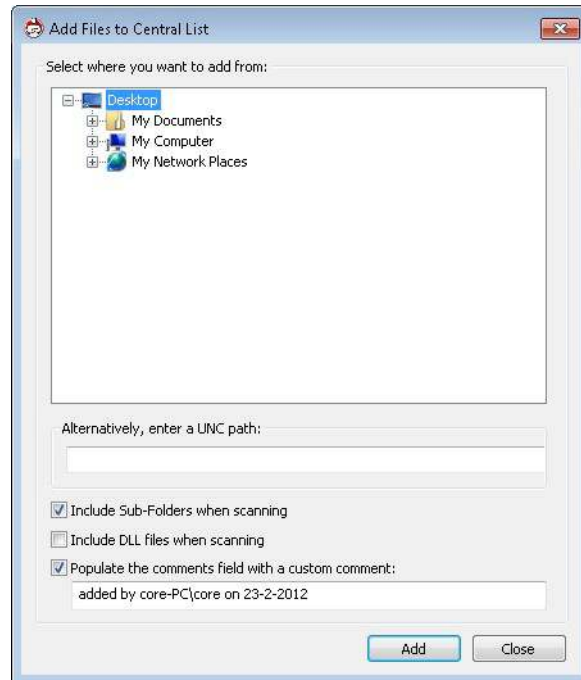 Add Files to Central List
Select where you want to add from:
Desktop
My Documents
My Computer
My Network Places
Alternatively, enter a UNC path:
Include Sub-Folders when scanning
Include DLL files when scanning
Populate the comments field with a custom comment:
added by core-PC\core on 23-2-2012
Add Close